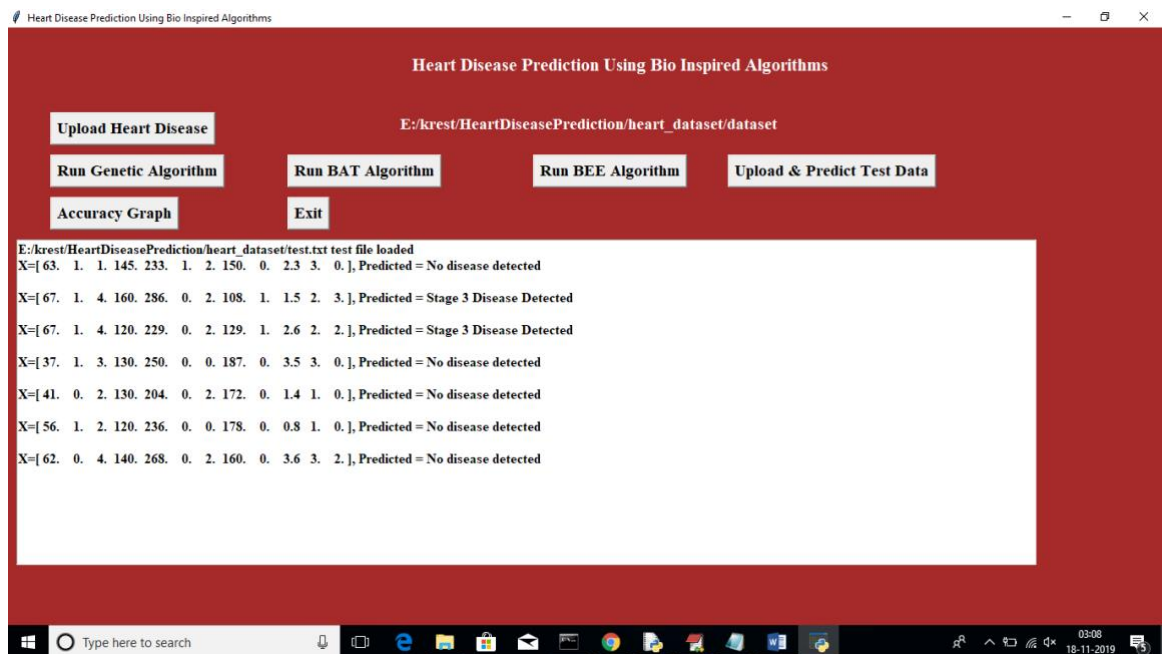 Heart Disease Prediction Using Bio Inspired Algorithms
Heart Disease Prediction Using Bio Inspired Algorithms
Upload Heart Disease
E:/krest/HeartDiseasePrediction/heart_dataset/dataset
Run Genetic Algorithm
Run BAT Algorithm
Run BEE Algorithm
Upload & Predict Test Data
Accuracy Graph
Exit
E:/krest/HeartDiseasePrediction/heart_dataset/test.txt test file loaded
X=[ 63. 1. 1. 145. 233. 1. 2. 150. 0. 2.3 3. 0. ], Predicted = No disease detected
X=[ 67. 1. 4. 160. 286. 0. 2. 108. 1. 1.5 2. 3. ], Predicted = Stage 3 Disease Detected
X=[ 67. 1. 4. 120. 229. 0. 2. 129. 1. 2.6 2. 2. ], Predicted = Stage 3 Disease Detected
X=[ 37. 1. 3. 130. 250. 0. 0. 187. 0. 3.5 3. 0. ], Predicted = No disease detected
X=[ 41. 0. 2. 130. 204. 0. 2. 172. 0. 1.4 1. 0. ], Predicted = No disease detected
X=[ 56. 1. 2. 120. 236. 0. 0. 178. 0. 0.8 1. 0. ], Predicted = No disease detected
X=[ 62. 0. 4. 140. 268. 0. 2. 160. 0. 3.6 3. 2. ], Predicted = No disease detected
Type here to search
03:08
18-11-2019